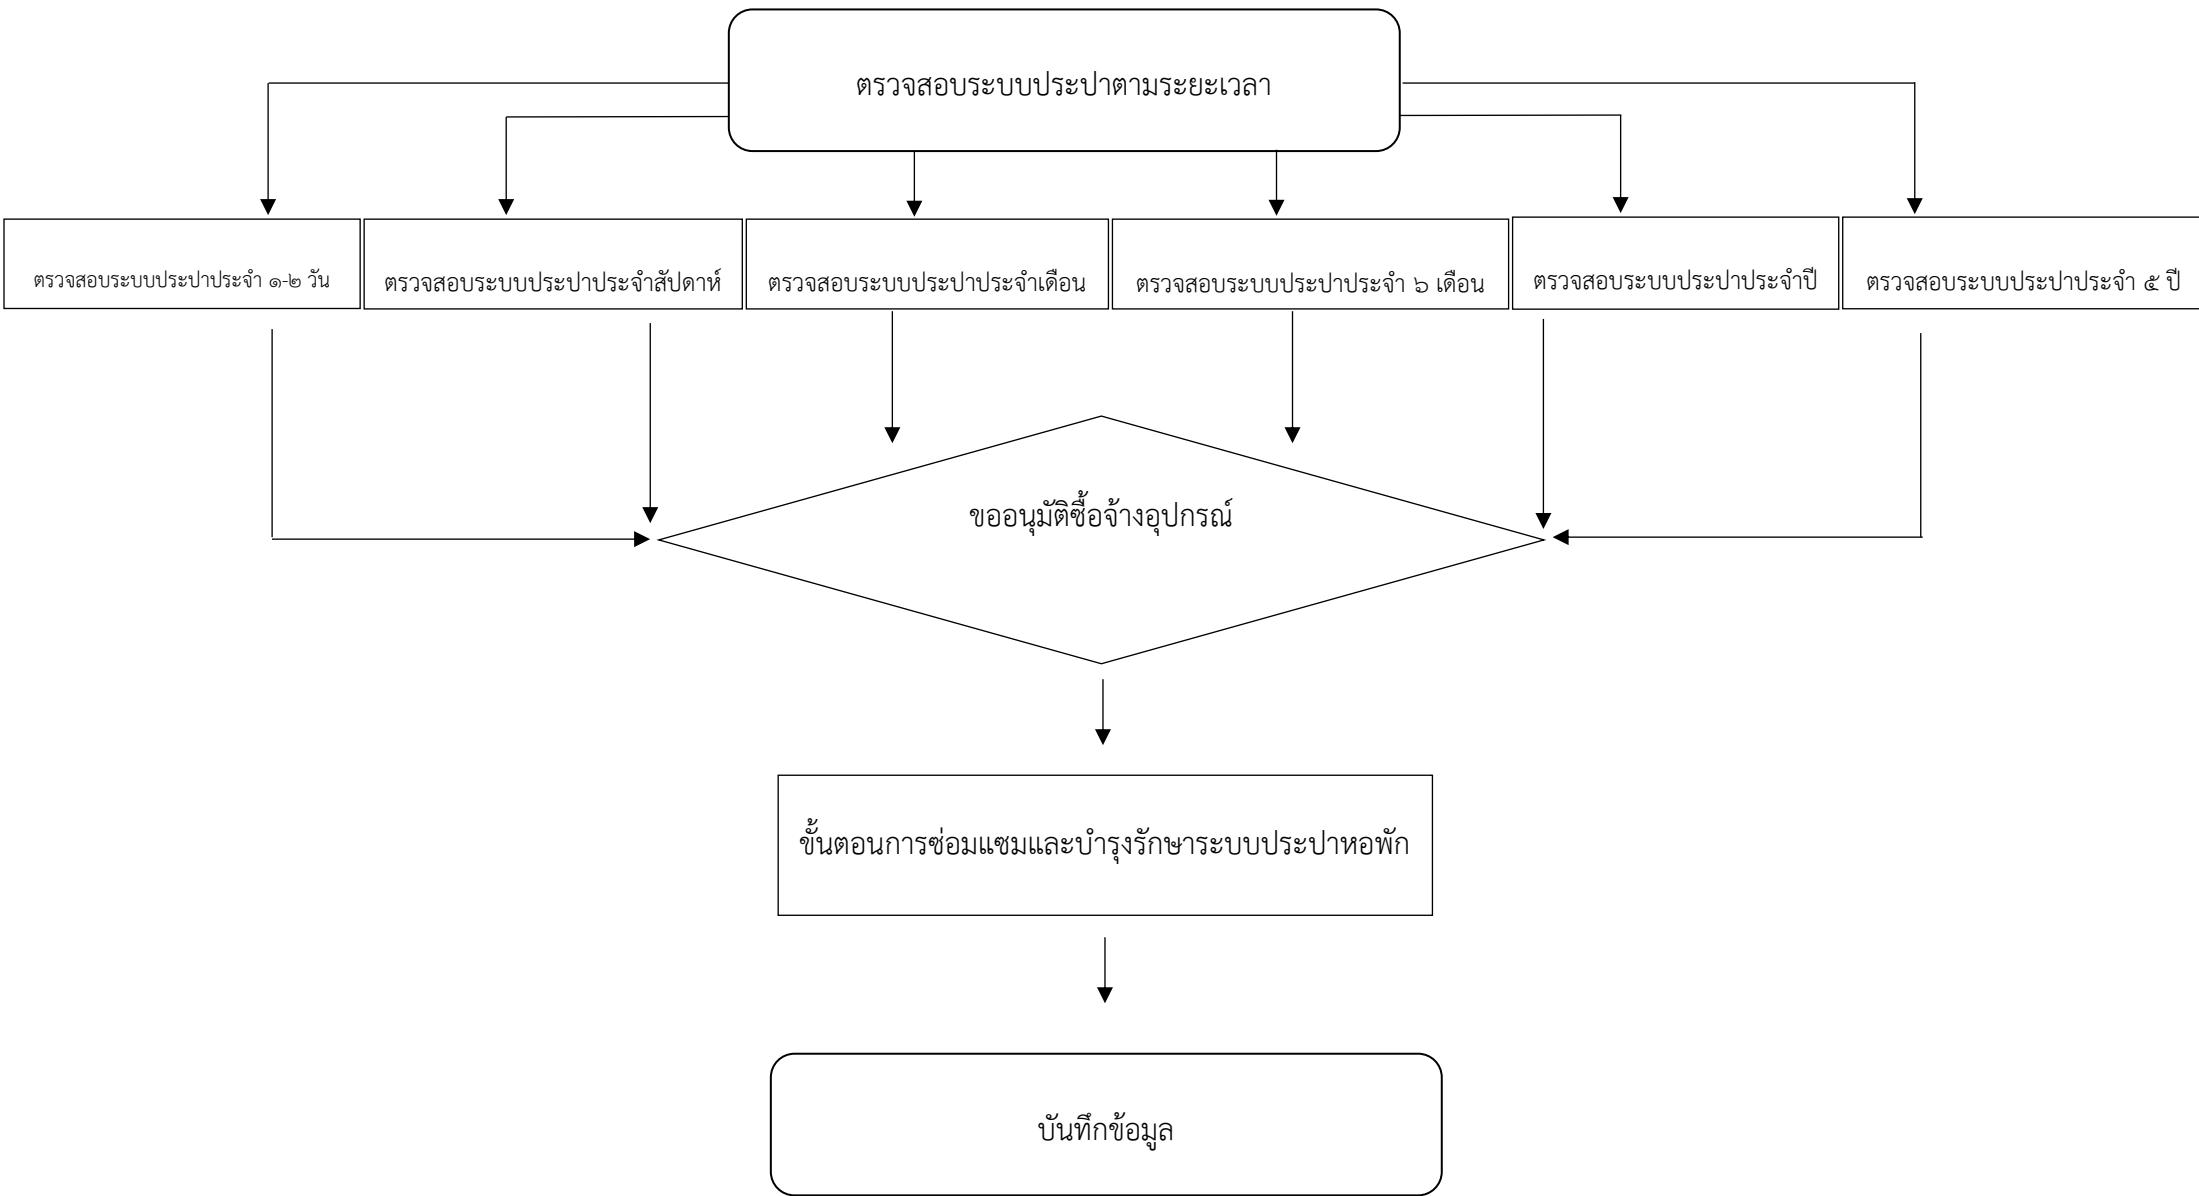 ตรวจสอบระบบประปาตามระยะเวลา
ตรวจสอบระบบประปาประจำ ๑-๒ วัน
ตรวจสอบระบบประปาประจำสัปดาห์
ตรวจสอบระบบประปาประจำเดือน
ตรวจสอบระบบประปาประจำ ๖ เดือน
ตรวจสอบระบบประปาประจำปี
ตรวจสอบระบบประปาประจำ ๕ ปี
ขออนุมัติซื้อจ้างอุปกรณ์
ขั้นตอนการซ่อมแซมและบำรุงรักษาระบบประปาหอพัก
บันทึกข้อมูล